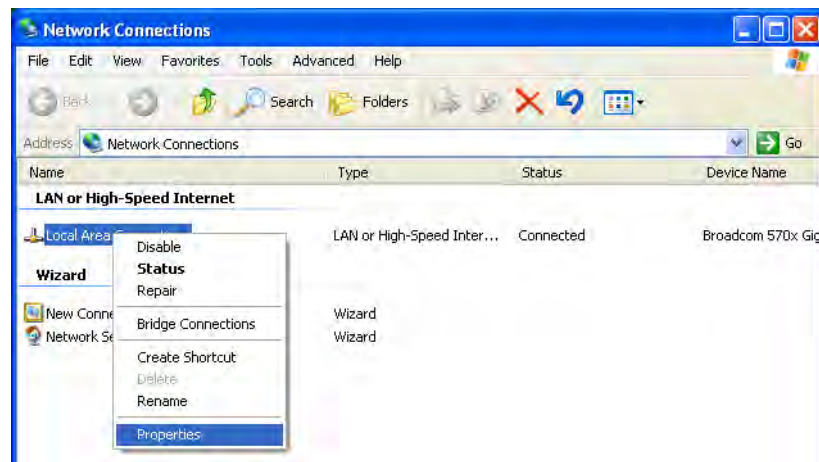 Network Connections
File Edit View Favorites Tools Advanced Help
Back Search Folders
Address Network Connections Go
Name Type Status Device Name
LAN or High-Speed Internet
Local Area LAN or High-Speed Inter... Connected Broadcom 570x Gig
Disable
Status
Wizard
Repair
New Conne Wizard
Bridge Connections
Network Se Wizard
Create Shortcut
Delete
Rename
Properties